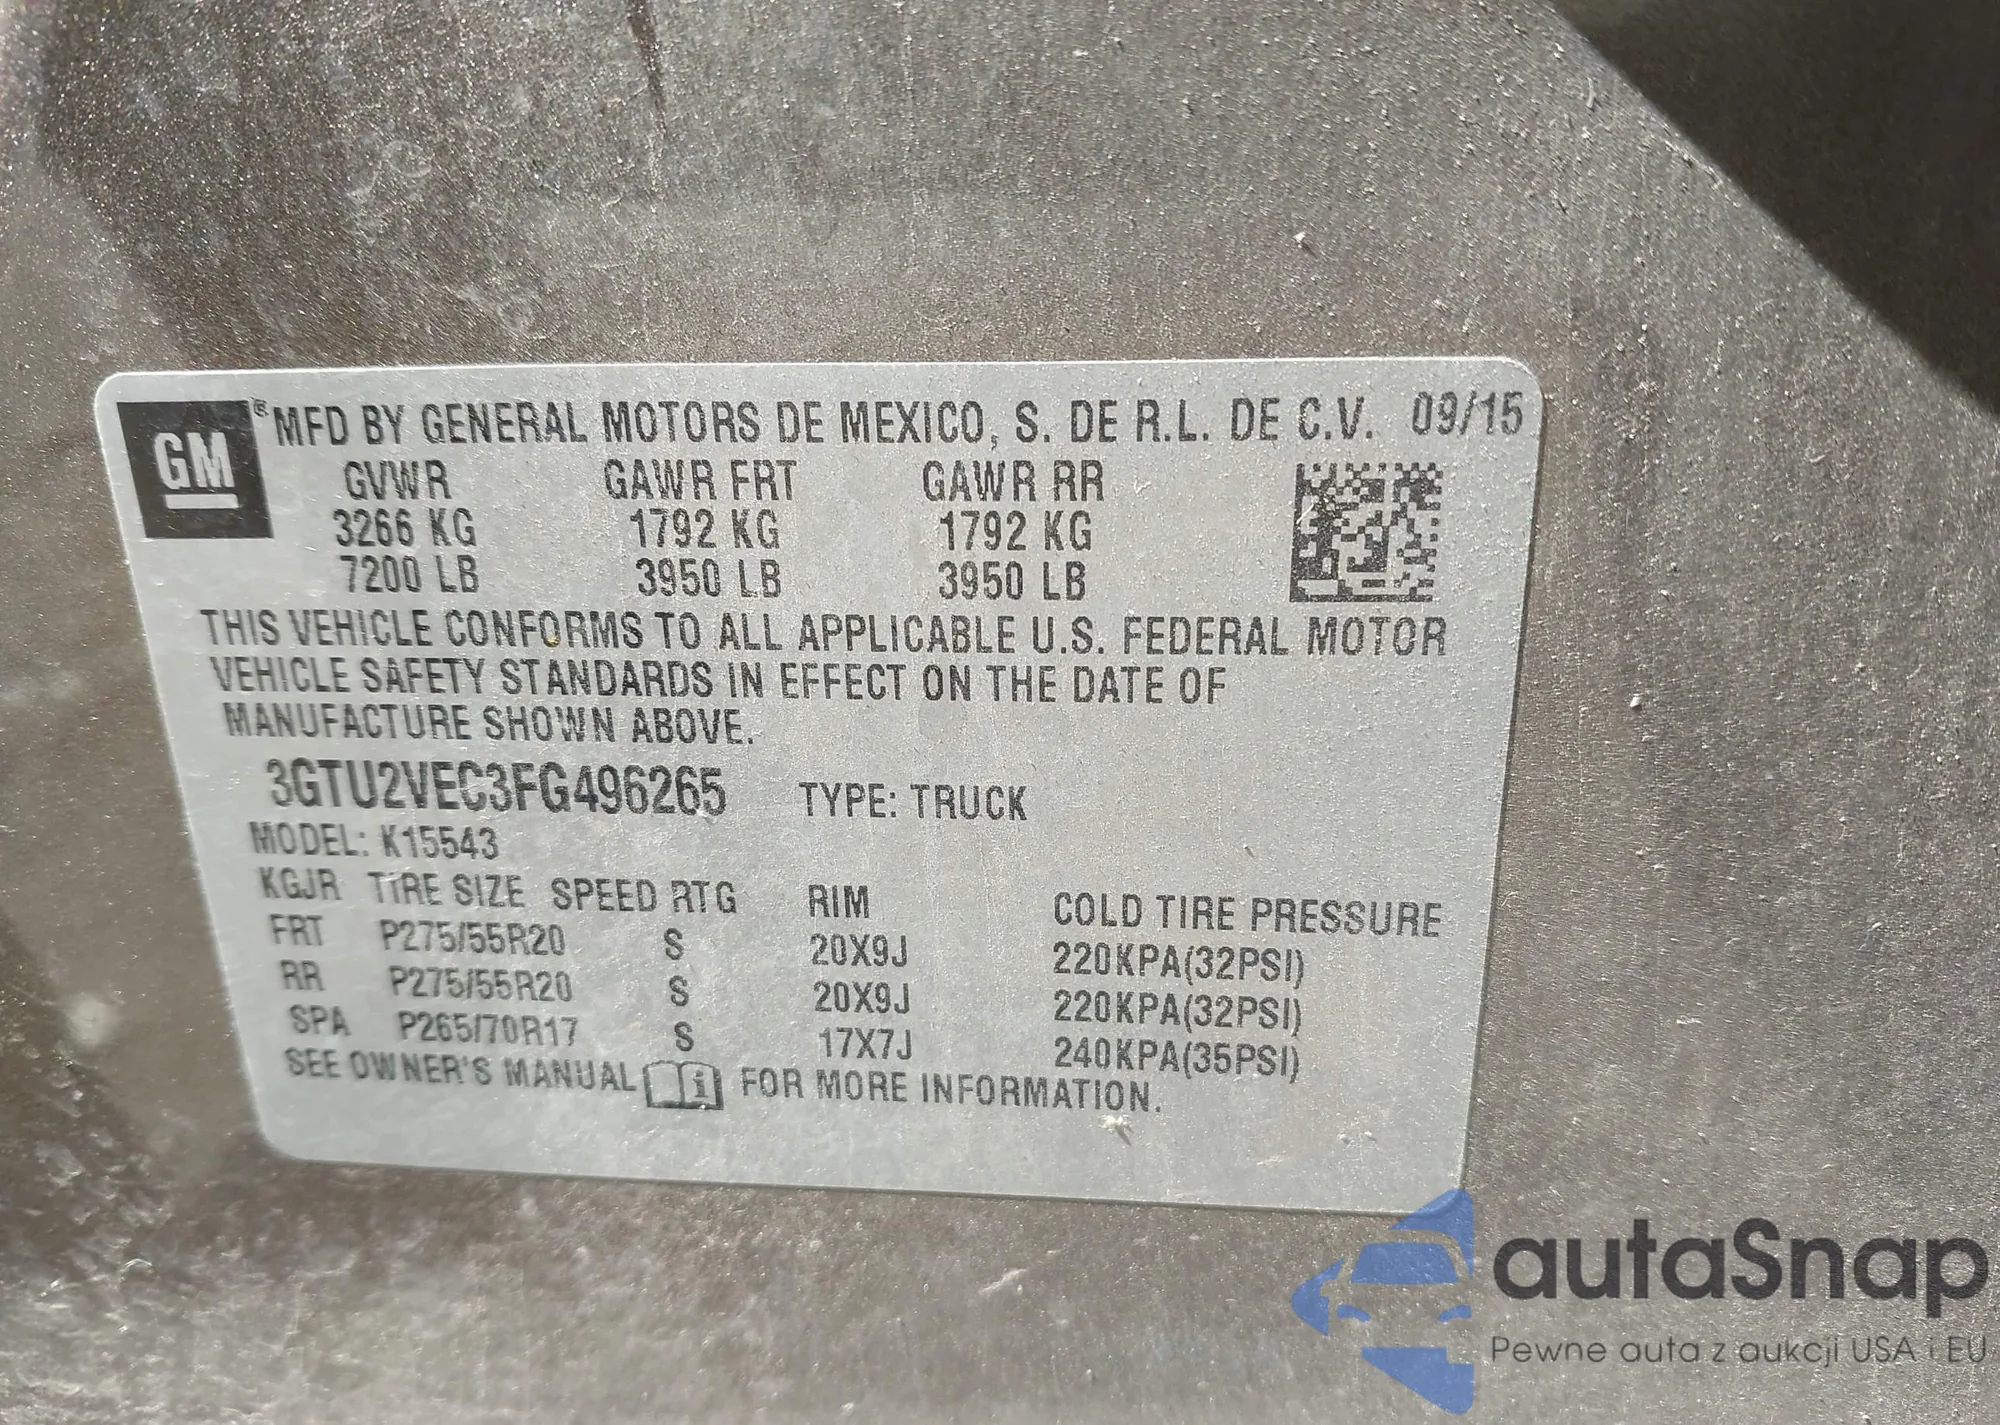 GM
® MFD BY GENERAL MOTORS DE MEXICO, S. DE R.L. DE C.V. 09/15
GVWR GAWR FRT GAWR RR
3266 KG 1792 KG 1792 KG
7200 LB 3950 LB 3950 LB
THIS VEHICLE CONFORMS TO ALL APPLICABLE U.S. FEDERAL MOTOR
VEHICLE SAFETY STANDARDS IN EFFECT ON THE DATE OF
MANUFACTURE SHOWN ABOVE.
3GTU2VEC3FG496265 TYPE: TRUCK
MODEL: K15543
KGJR TIRE SIZE SPEED RTG RIM COLD TIRE PRESSURE
FRT P275/55R20 S 20X9J 220KPA(32PSI)
RR P275/55R20 S 20X9J 220KPA(32PSI)
SPA P265/70R17 S 17X7J 240KPA(35PSI)
SEE OWNER'S MANUAL i FOR MORE INFORMATION.
autaSnap
Pewne auta z aukcji USA i EU